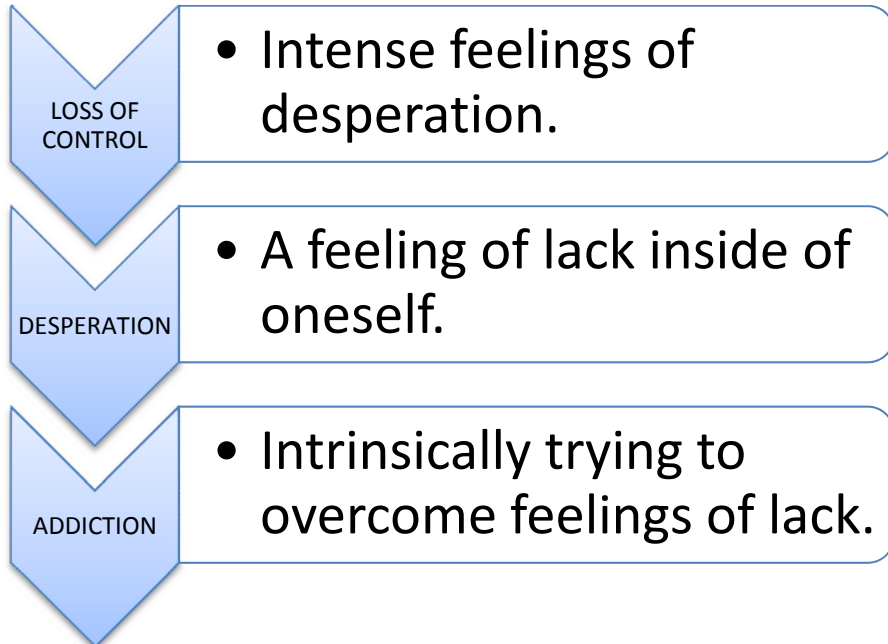 LOSS OF
CONTROL
• Intense feelings of
desperation.
DESPERATION
• A feeling of lack inside of
oneself.
ADDICTION
• Intrinsically trying to
overcome feelings of lack.